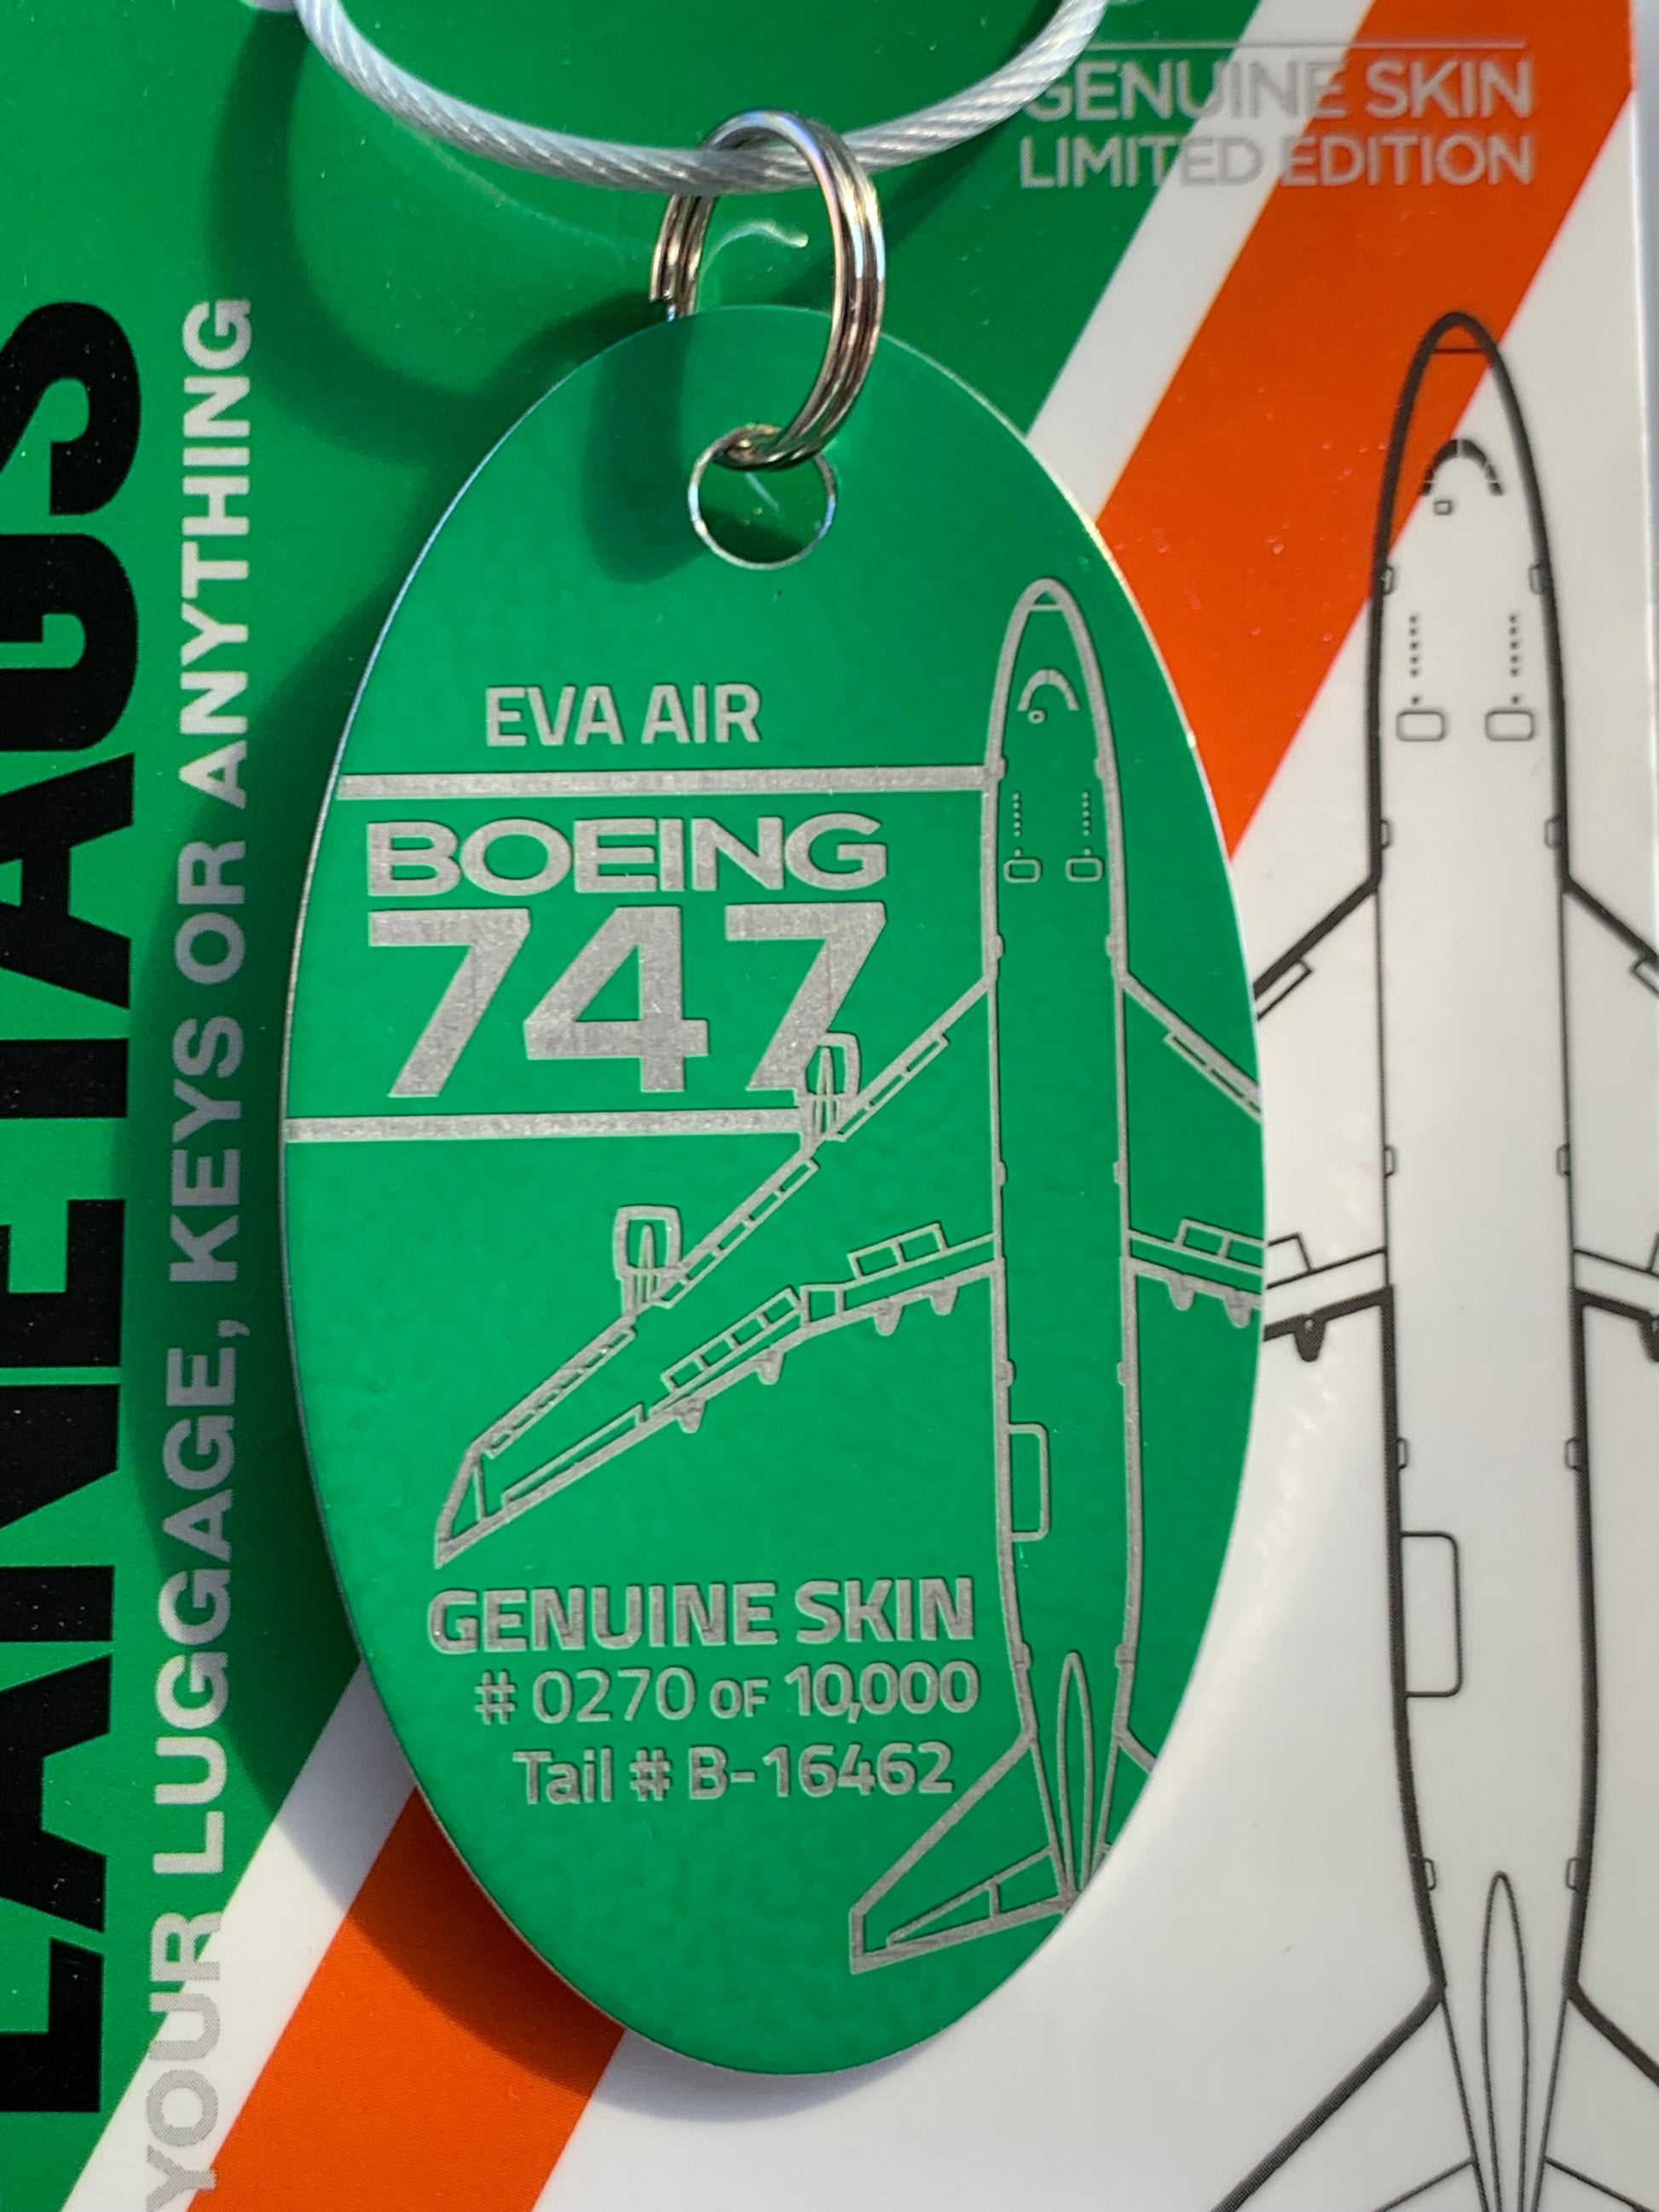 GENUINE SKIN
LIMITED EDITION
YOUR LUGGAGE, KEYS OR ANYTHING
EVA AIR
BOEING
747
GENUINE SKIN
# 0270 OF 10,000
Tail # B-16462